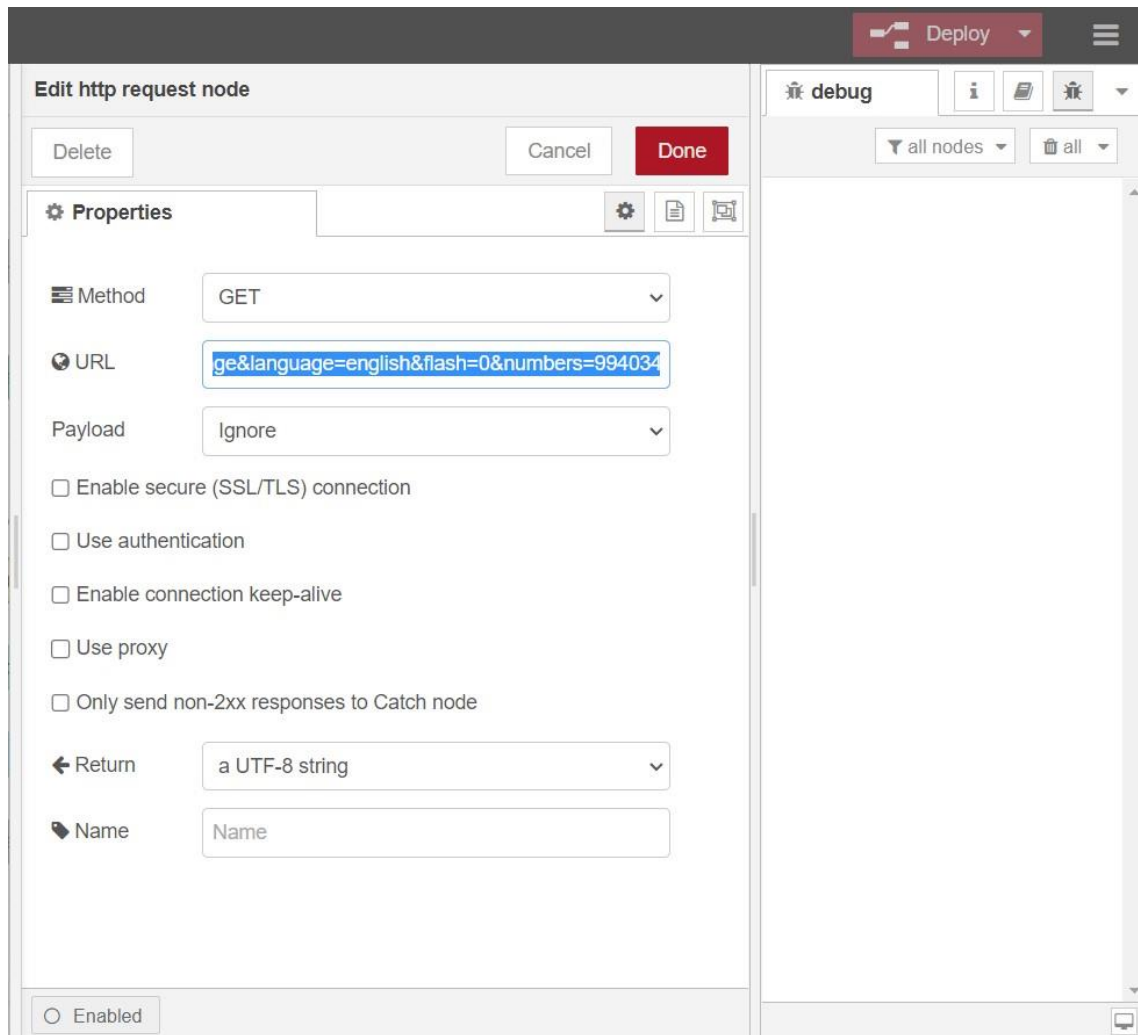 Deploy
Edit http request node
debug
i
Delete
Cancel
Done
all nodes
all
Properties
Method
GET
URL
ge&language=english&flash=0&numbers=994034
Payload
Ignore
Enable secure (SSL/TLS) connection
Use authentication
Enable connection keep-alive
Use proxy
Only send non-2xx responses to Catch node
Return
a UTF-8 string
Name
Name
Enabled